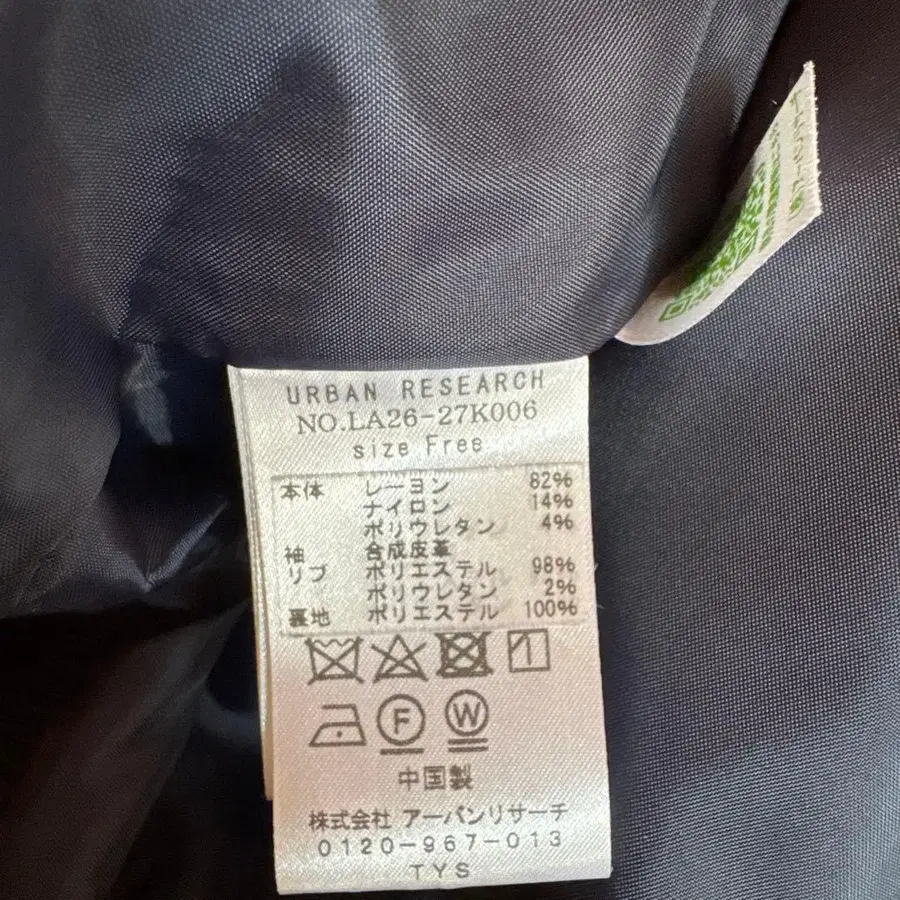 URBAN RESEARCH
NO.LA26-27K006
size Free
本体 レーヨン 82%
ナイロン 14%
ポリウレタン 4%
袖 合成皮革
リブ ポリエステル 98%
ポリウレタン 2%
裏地 ポリエステル 100%
F W
中国製
株式会社 アーバンリサーチ
0120-967-013
TYS